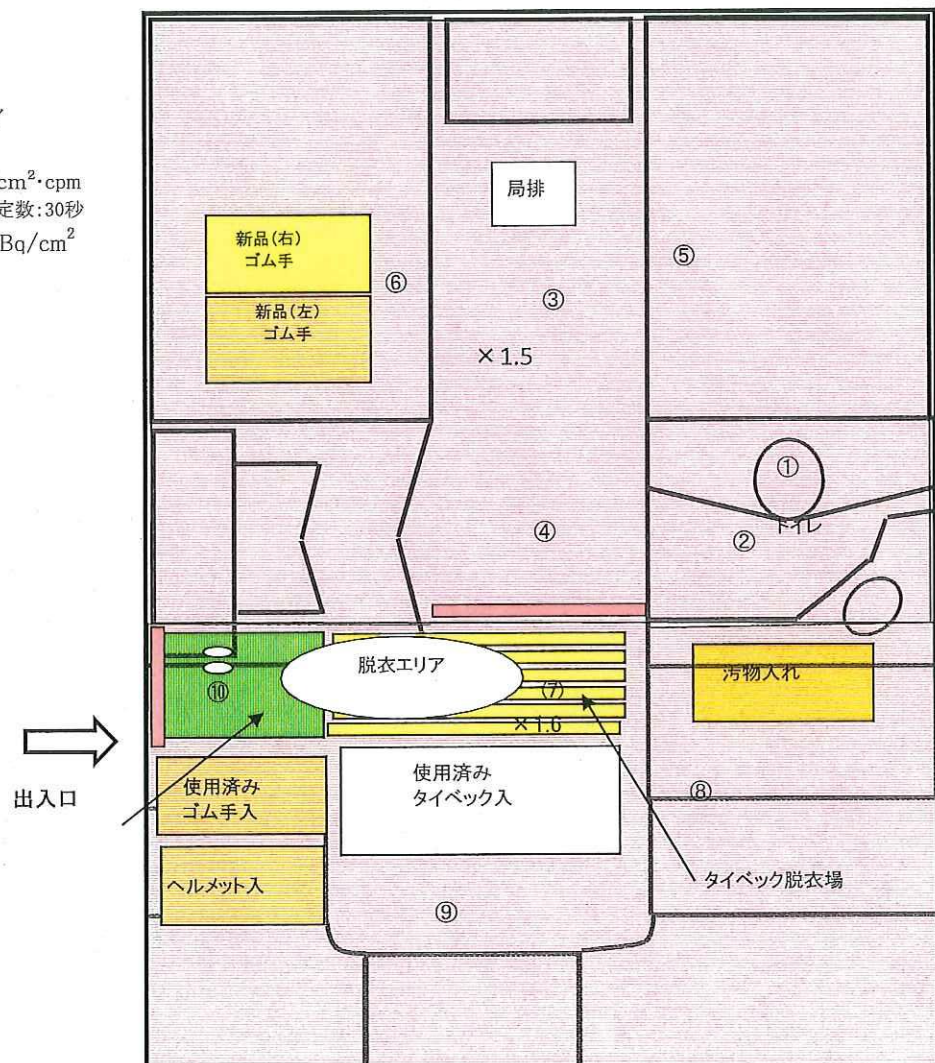 cm²・cpm
定数:30秒
Bq/cm²
局排
新品(右)
ゴム手
⑥
⑤
③
新品(左)
ゴム手
×1.5
①
④
②
トイレ
脱衣エリア
⑩
⑦
汚物入れ
×1.6
出入口
使用済み
ゴム手入
使用済み
タイベック入
⑧
ヘルメット入
タイベック脱衣場
⑨